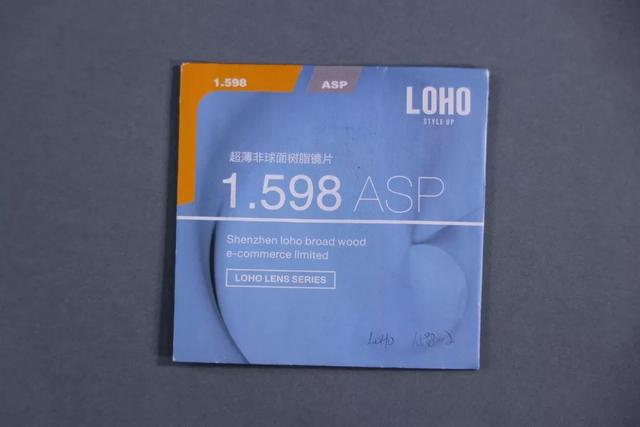 1.598
ASP
LOHO
STYLE UP
超薄非球面树脂镜片
1.598 ASP
Shenzhen loho broad wood
e-commerce limited
LOHO LENS SERIES
LOHO